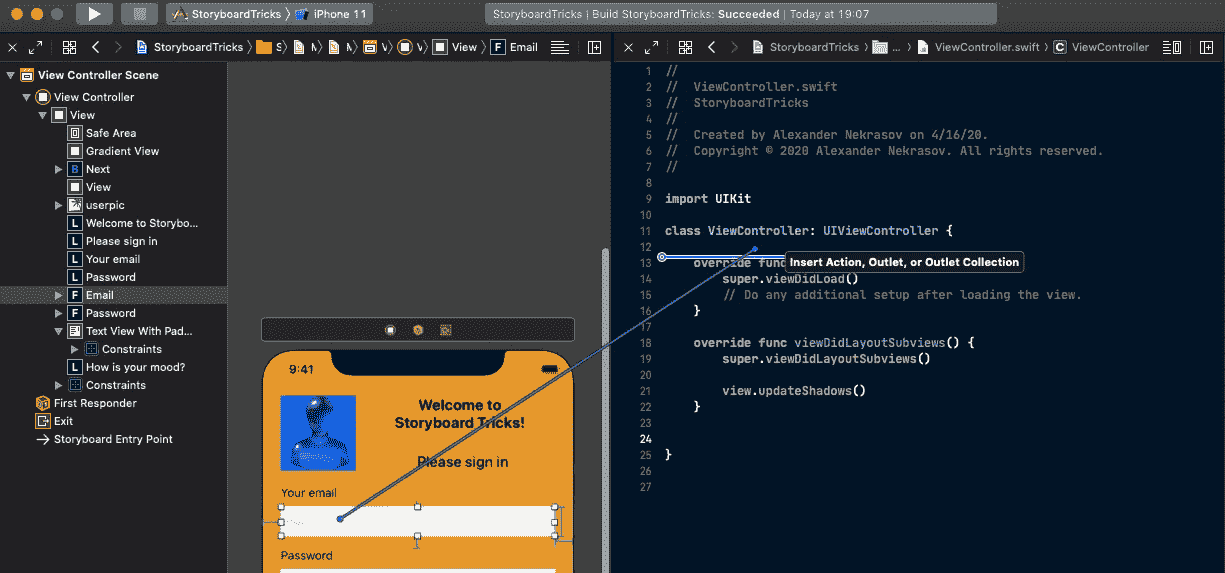 StoryboardTricks › iPhone 11
StoryboardTricks | Build StoryboardTricks: Succeeded | Today at 19:07
StoryboardTricks › S › M › M › V › V › View › F Email
StoryboardTricks › ... › ViewController.swift › C ViewController
View Controller Scene
View Controller
View
Safe Area
Gradient View
B Next
View
userpic
L Welcome to Storybo...
L Please sign in
L Your email
L Password
F Email
F Password
Text View With Pad...
Constraints
L How is your mood?
Constraints
First Responder
Exit
Storyboard Entry Point
9:41
Welcome to
Storyboard Tricks!
Please sign in
Your email
Password
1 //
2 // ViewController.swift
3 // StoryboardTricks
4 //
5 // Created by Alexander Nekrasov on 4/16/20.
6 // Copyright © 2020 Alexander Nekrasov. All rights reserved.
7 //
8
9 import UIKit
10
11 class ViewController: UIViewController {
12
Insert Action, Outlet, or Outlet Collection
13 override func
14 super.viewDidLoad()
15 // Do any additional setup after loading the view.
16 }
17
18 override func viewDidLayoutSubviews() {
19 super.viewDidLayoutSubviews()
20
21 view.updateShadows()
22 }
23
24
25 }
26
27